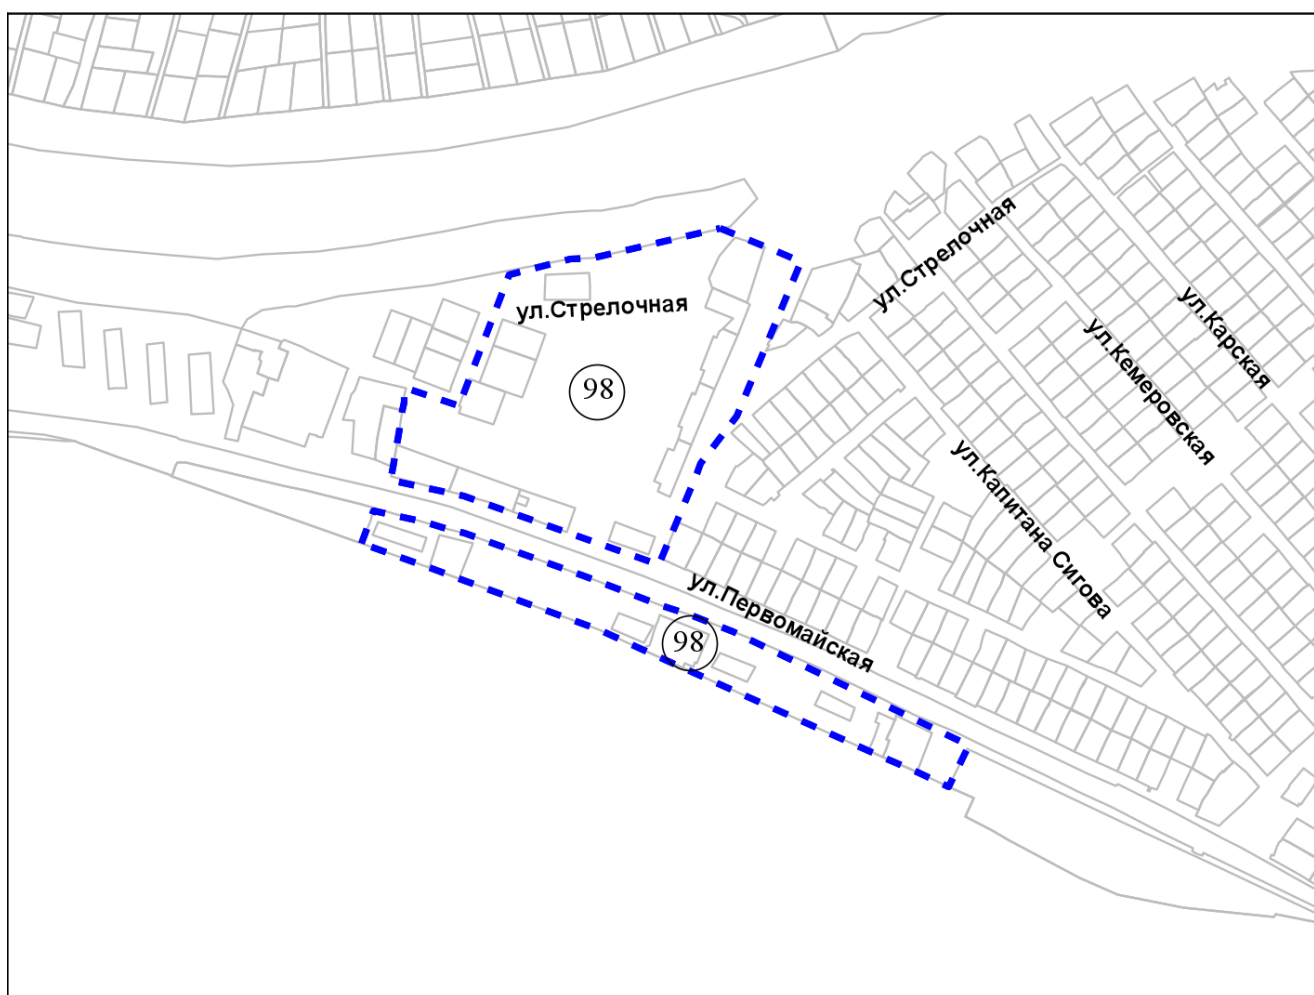 ул.Стрелочная
ул.Стрелочная
ул.Карская
ул.Кемеровская
98
ул.Капитана Сигова
ул.Первомайская
98